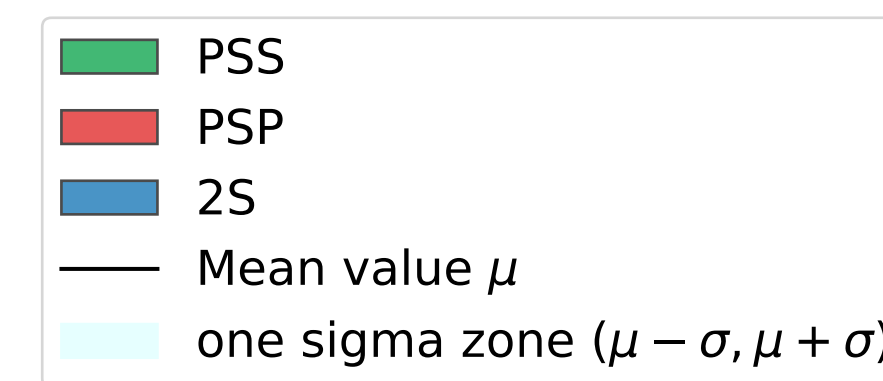 PSS
PSP
2S
Mean value μ
one sigma zone (μ − σ, μ + σ)